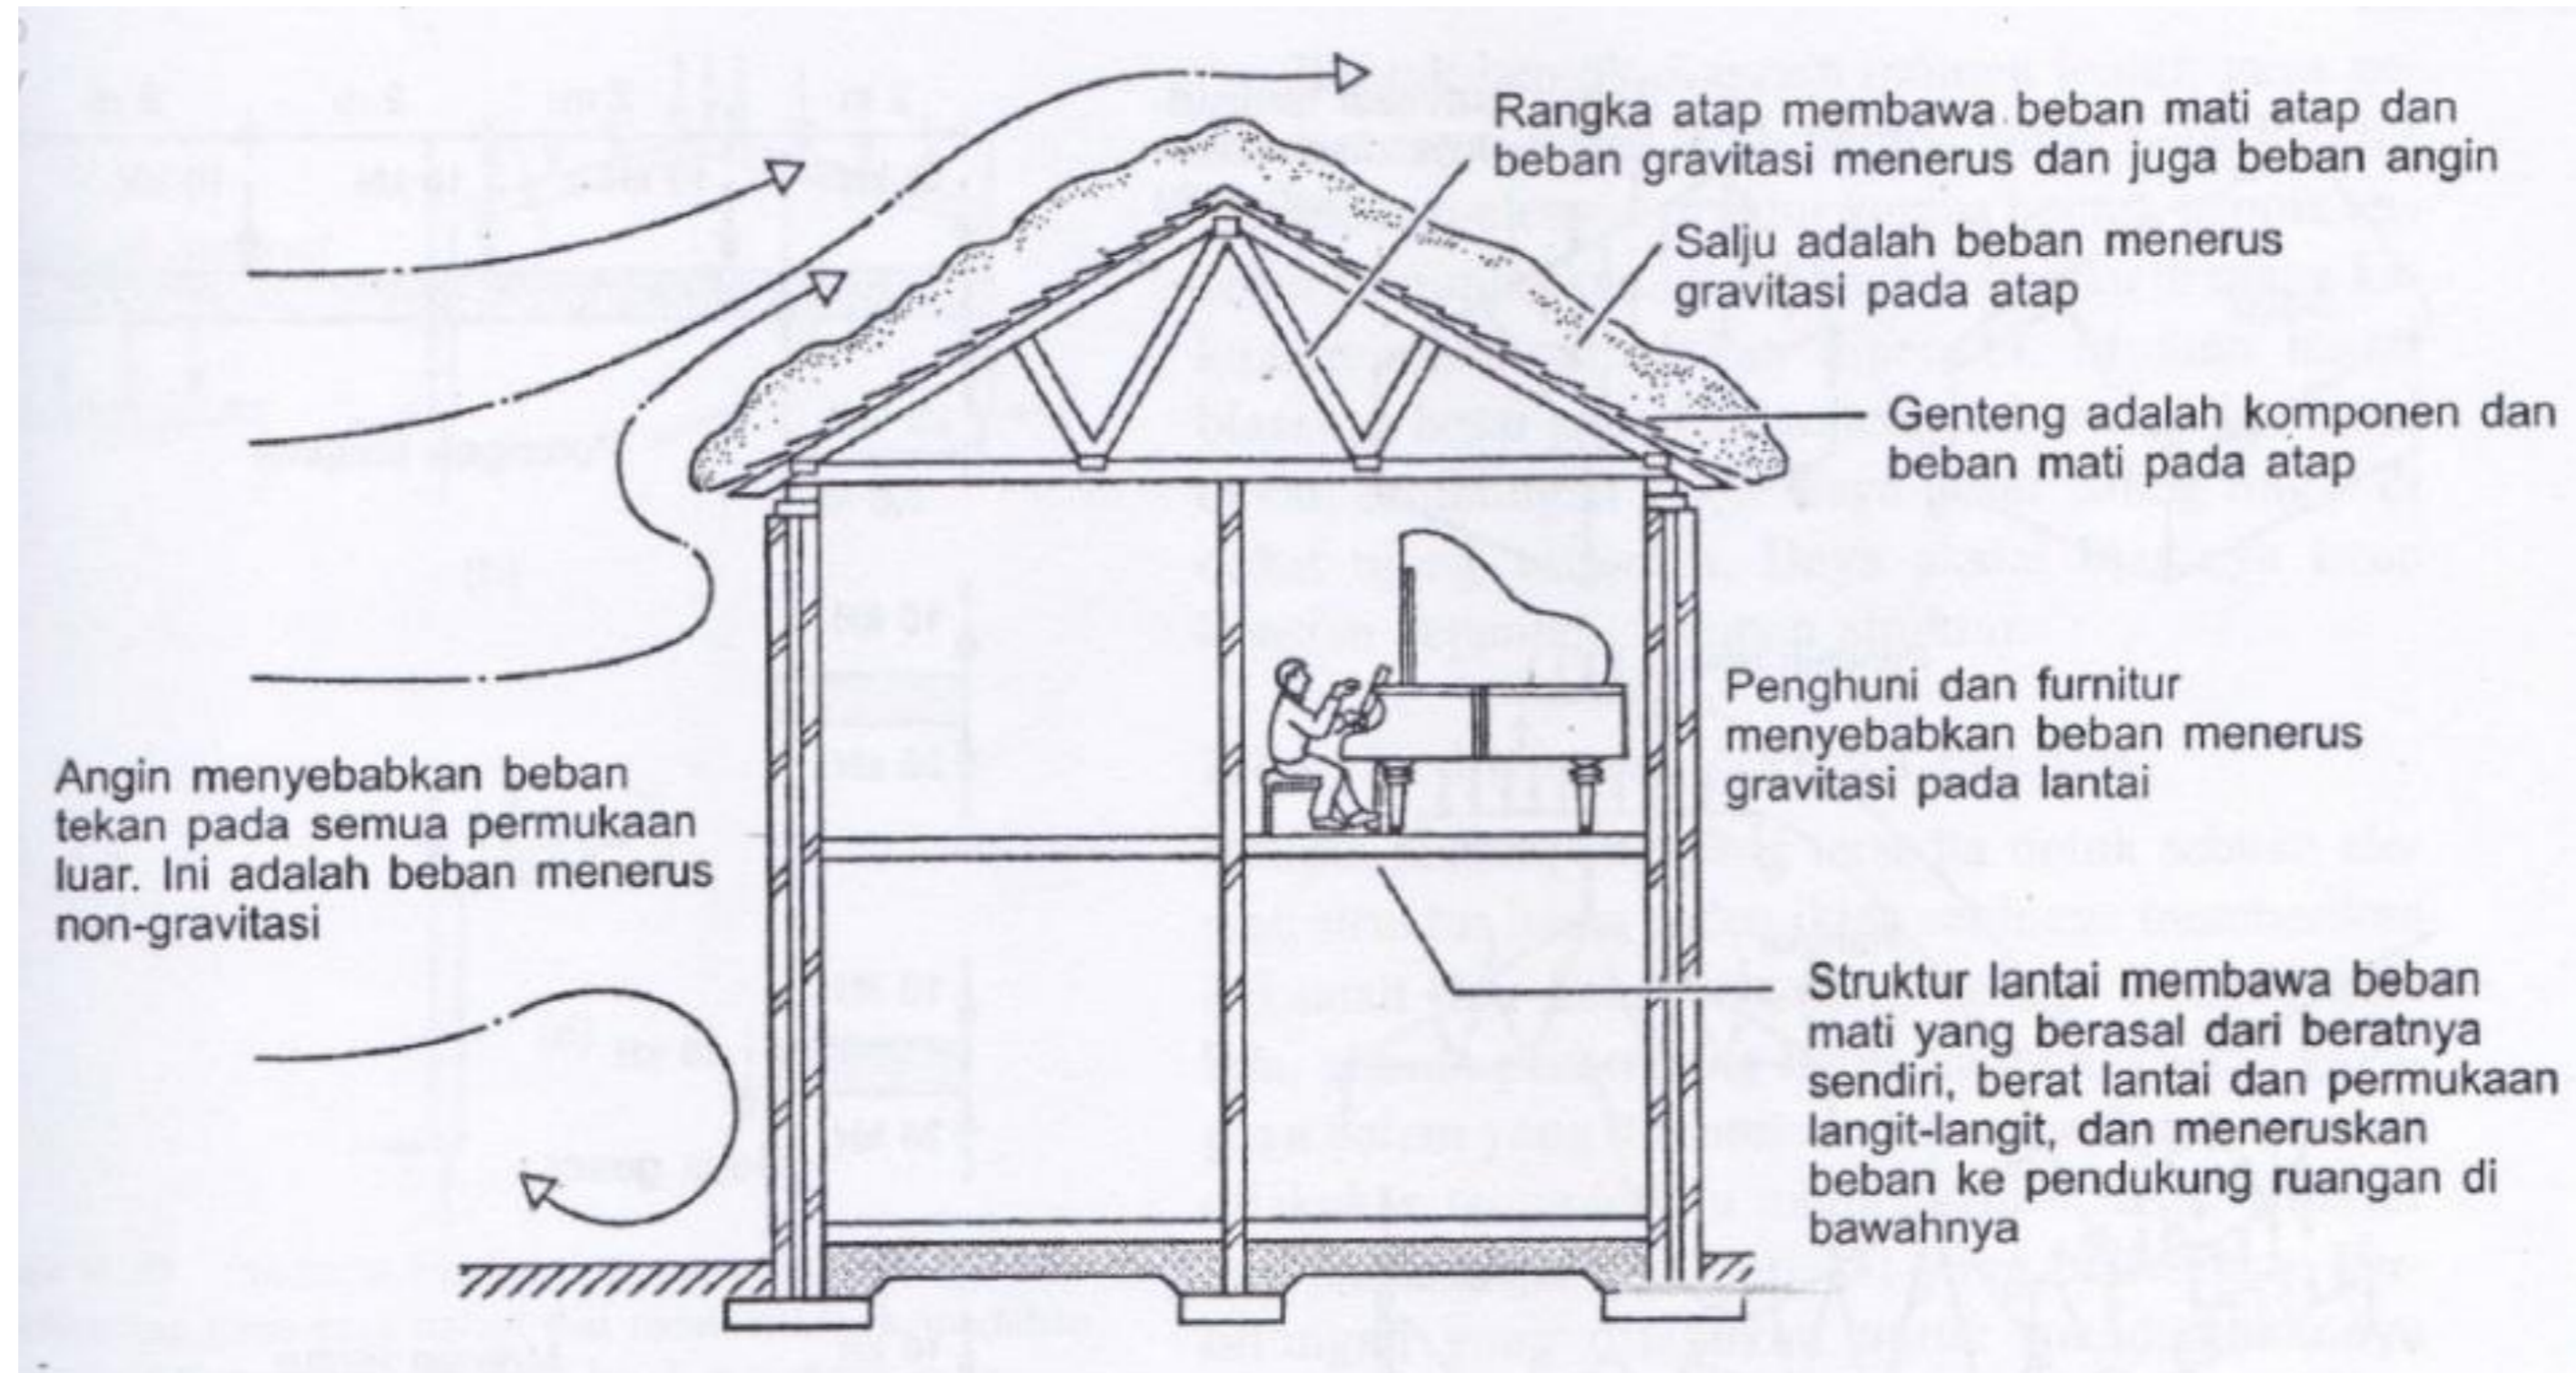 Rangka atap membawa beban mati atap dan
beban gravitasi menerus dan juga beban angin
Salju adalah beban menerus
gravitasi pada atap
Genteng adalah komponen dan
beban mati pada atap
Penghuni dan furnitur
menyebabkan beban menerus
gravitasi pada lantai
Angin menyebabkan beban
tekan pada semua permukaan
luar. Ini adalah beban menerus
non-gravitasi
Struktur lantai membawa beban
mati yang berasal dari beratnya
sendiri, berat lantai dan permukaan
langit-langit, dan meneruskan
beban ke pendukung ruangan di
bawahnya